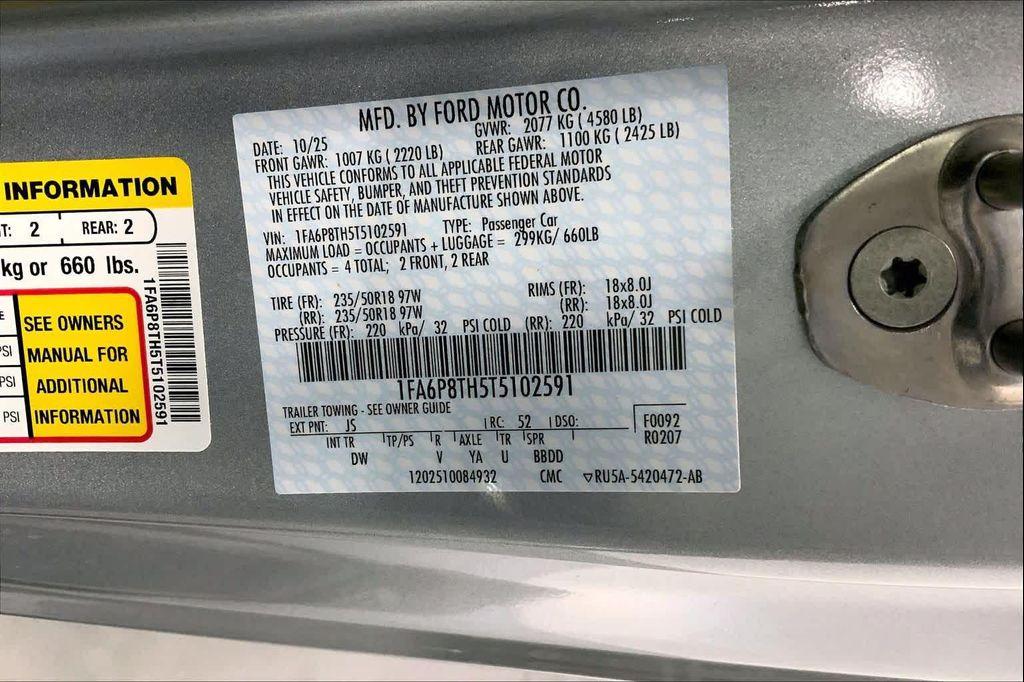 MFD. BY FORD MOTOR CO.
DATE: 10/25 GVWR: 2077 KG ( 4580 LB)
FRONT GAWR: 1007 KG ( 2220 LB) REAR GAWR: 1100 KG ( 2425 LB)
THIS VEHICLE CONFORMS TO ALL APPLICABLE FEDERAL MOTOR
VEHICLE SAFETY, BUMPER, AND THEFT PREVENTION STANDARDS
IN EFFECT ON THE DATE OF MANUFACTURE SHOWN ABOVE.
VIN: 1FA6P8TH5T5102591 TYPE: Passenger Car
MAXIMUM LOAD = OCCUPANTS + LUGGAGE = 299KG/ 660LB
OCCUPANTS = 4 TOTAL; 2 FRONT, 2 REAR
TIRE (FR): 235/50R18 97W RIMS (FR): 18x8.0J
(RR): 235/50R18 97W (RR): 18x8.0J
PRESSURE (FR): 220 kPa/ 32 PSI COLD (RR): 220 kPa/ 32 PSI COLD
1FA6P8TH5T5102591
TRAILER TOWING - SEE OWNER GUIDE
EXT PNT: JS RC: 52 DSO: F0092
R0207
INT TR TP/PS R AXLE TR SPR
DW V YA U BBDD
1202510084932 CMC ▽RU5A-5420472-AB
INFORMATION
T: 2 REAR: 2
kg or 660 lbs.
SEE OWNERS
MANUAL FOR
ADDITIONAL
INFORMATION
PSI
PSI
PSI
1FA6P8TH5T5102591